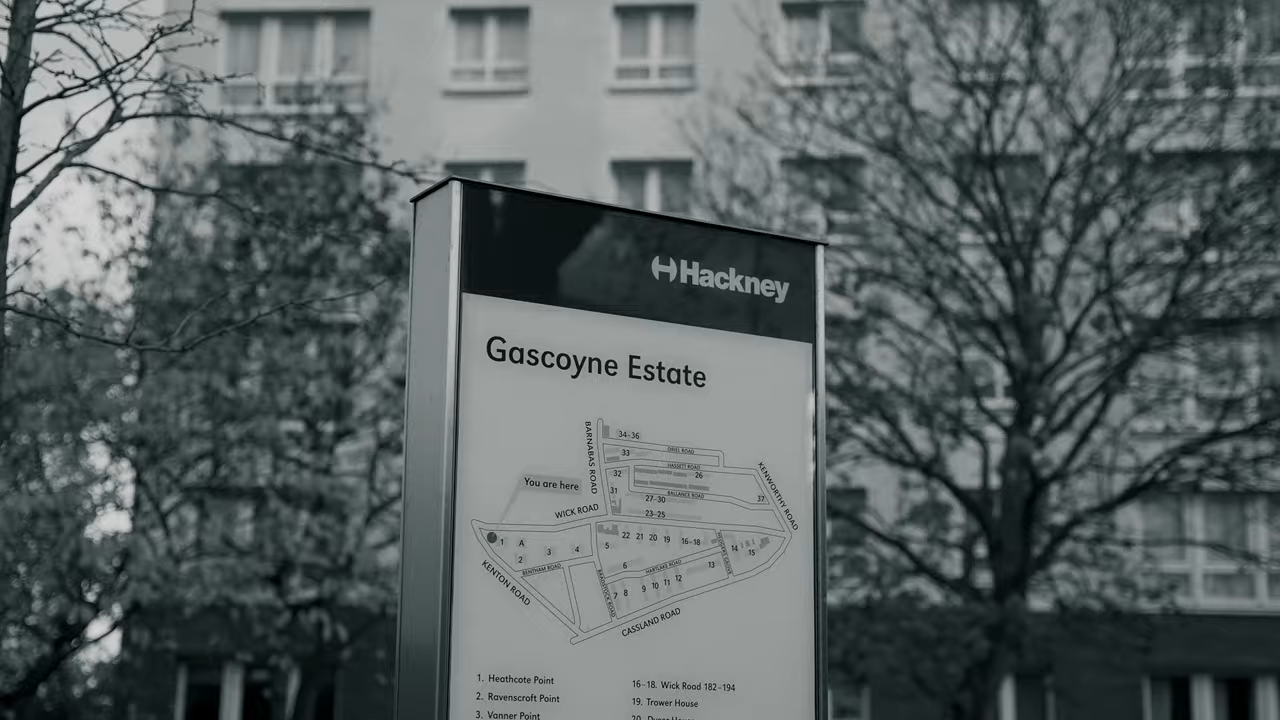 Hackney
Gascoyne Estate
34-36
BARNABAS ROAD
ORIEL ROAD
33
HASSETT ROAD
KENWORTHY ROAD
32
26
You are here
31
BALLANCE ROAD
37
27-30
WICK ROAD
23-25
1
A
2
3
4
5
22
21
20
19
16-18
14
15
BENTHAM ROAD
6
HARTLAKE ROAD
13
KENTON ROAD
7
8
9
10
11
12
CASSLAND ROAD
1. Heathcote Point
2. Ravenscroft Point
3. Vanner Point
16-18. Wick Road 182-194
19. Trower House